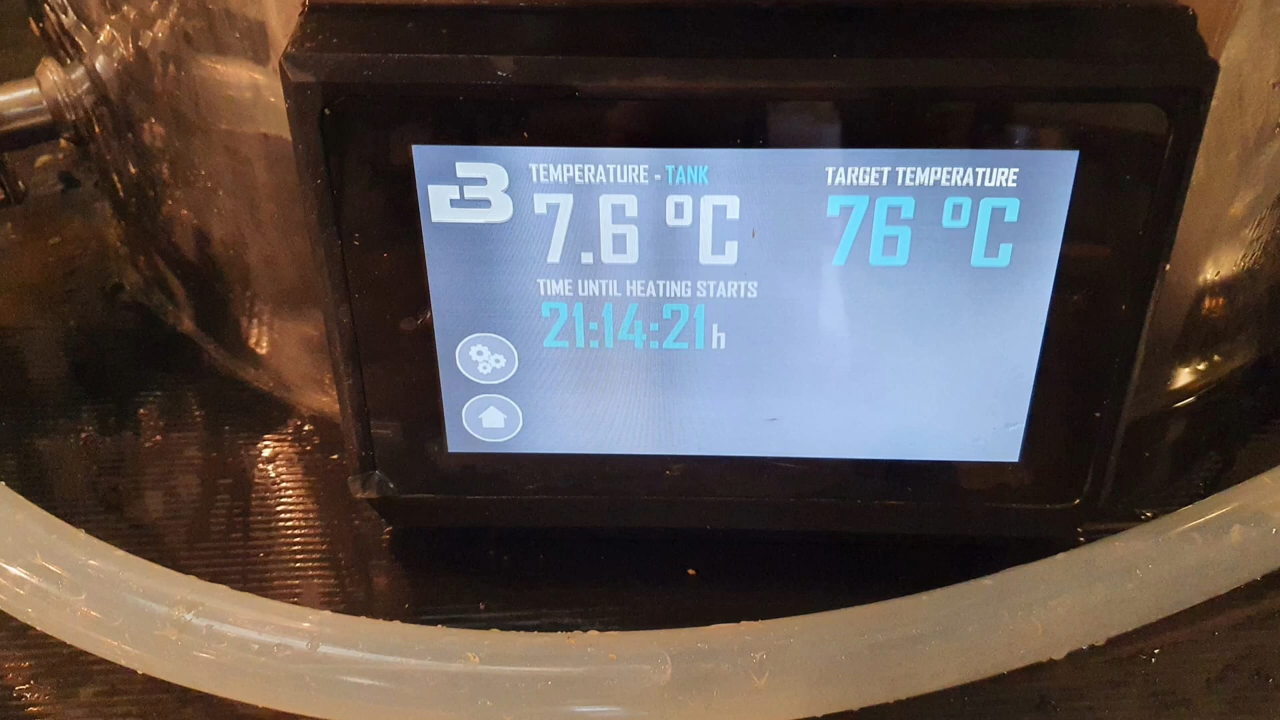 B TEMPERATURE - TANK
7.6 °C
TARGET TEMPERATURE
76 °C
TIME UNTIL HEATING STARTS
21:14:21 h